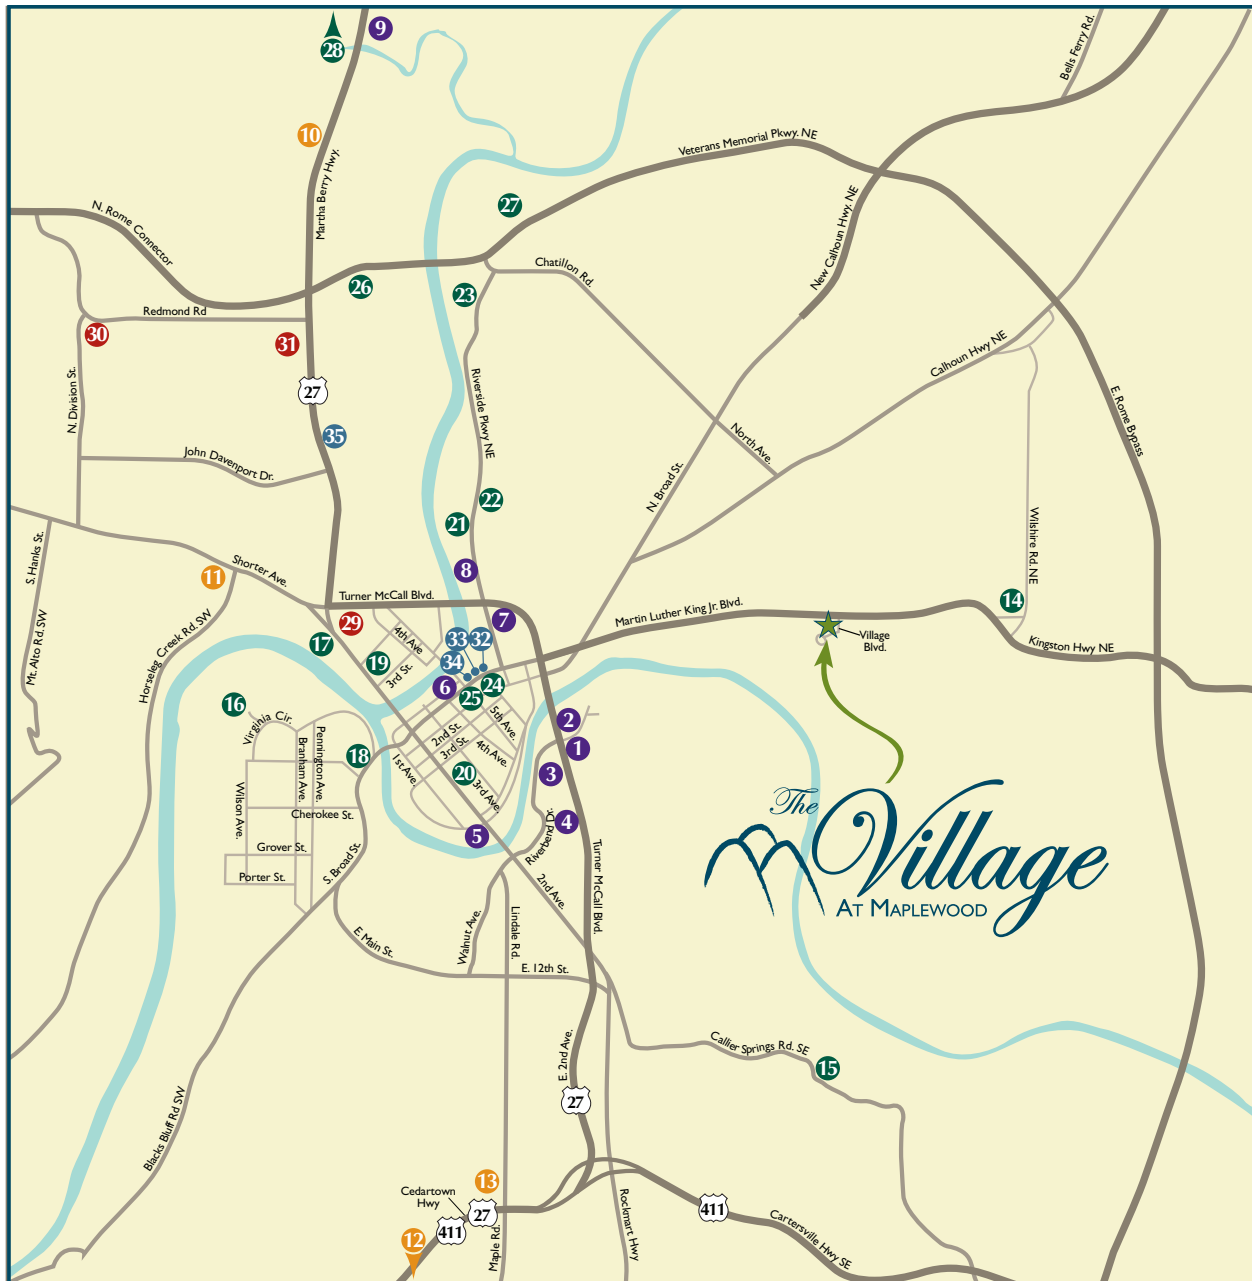 9
28
Bells Ferry Rd.
10
Martha Berry Hwy.
Veterans Memorial Pkwy. NE
27
N. Rome Connector
New Calhoun Hwy. NE
26
Chatillon Rd.
23
Redmond Rd
30
31
Calhoun Hwy NE
27
N. Division St.
Riverside Pkwy NE
E. Rome Bypass
35
North Ave.
John Davenport Dr.
N. Broad St.
22
21
Wilshire Rd. NE
S. Hanks St.
Shorter Ave.
11
8
Turner McCall Blvd.
Martin Luther King Jr. Blvd.
14
Mt. Alto Rd. SW
Horseleg Creek Rd. SW
29
7
17
4th Ave
33
32
Village
Blvd.
Kingston Hwy NE
19
3rd St.
34
6
24
25
16
Virginia Cir.
Branham Ave.
Pennington Ave.
18
2nd St.
3rd St.
5th Ave.
4th Ave.
2
1
1st Ave.
20
3rd Ave.
3
Wilson Ave.
Cherokee St.
4
5
Riverbend Dr.
The
Village
At Maplewood
Grover St.
Porter St.
S. Broad St.
2nd Ave.
Turner McCall Blvd.
Walnut Ave.
Lindale Rd.
E. Main St.
E. 12th St.
E. 2nd Ave.
Callier Springs Rd. SE
15
27
Blacks Bluff Rd SW
13
Cedartown
Hwy
27
411
411
12
Maple Rd.
Rockmart Hwy
Cartersville Hwy SE